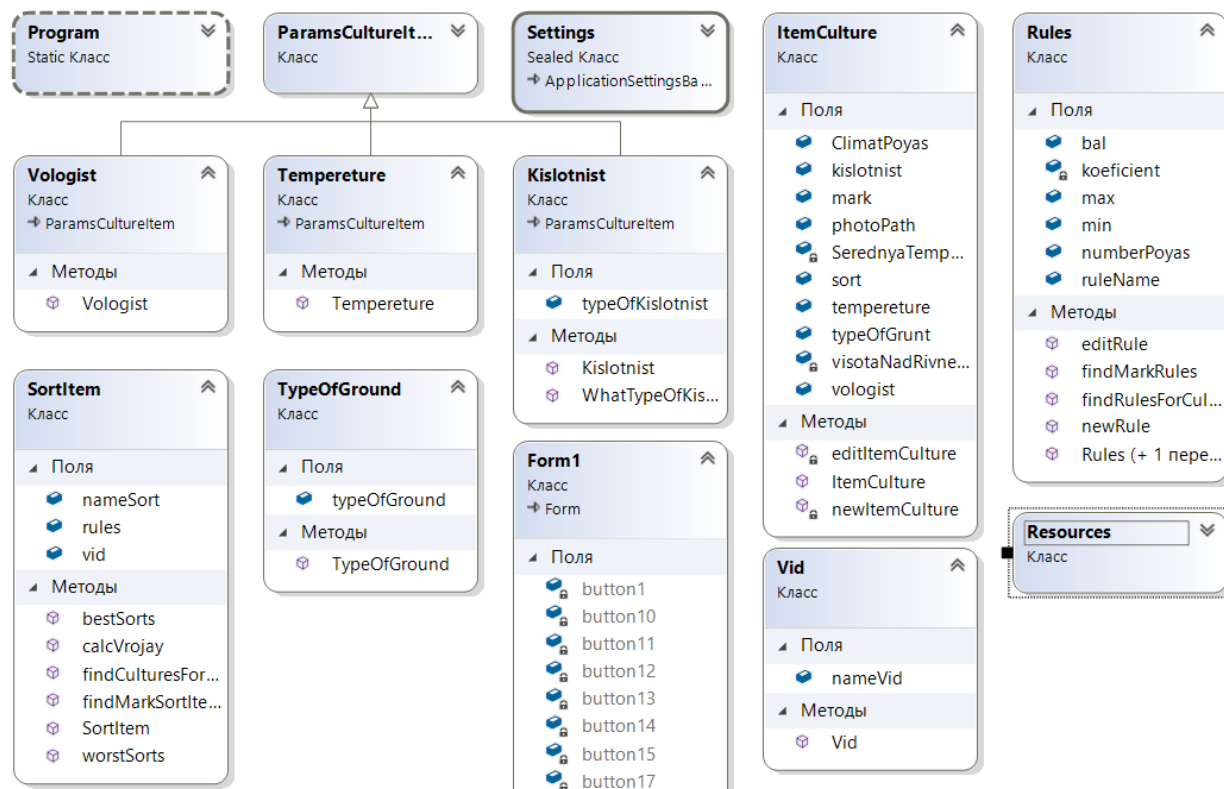 Program
Static Класс
ParamsCultureIt...
Класс
Settings
Sealed Класс
ApplicationSettingsBa...
Vologist
Класс
ParamsCultureItem
Методы
Vologist
Tempereture
Класс
ParamsCultureItem
Методы
Tempereture
Kislotnist
Класс
ParamsCultureItem
Поля
typeOfKislotnist
Методы
Kislotnist
WhatTypeOfKis...
ItemCulture
Класс
Поля
ClimatPoyas
kislotnist
mark
photoPath
SerednyaTemp...
sort
tempereture
typeOfGrunt
visotaNadRivne...
vologist
Методы
editItemCulture
ItemCulture
newItemCulture
Rules
Класс
Поля
bal
koeficient
max
min
numberPoyas
ruleName
Методы
editRule
findMarkRules
findRulesForCul...
newRule
Rules (+ 1 пере...
SortItem
Класс
Поля
nameSort
rules
vid
Методы
bestSorts
calcVrojay
findCulturesFor...
findMarkSortIte...
SortItem
worstSorts
TypeOfGround
Класс
Поля
typeOfGround
Методы
TypeOfGround
Form1
Класс
Form
Поля
button1
button10
button11
button12
button13
button14
button15
button17
Vid
Класс
Поля
nameVid
Методы
Vid
Resources
Класс